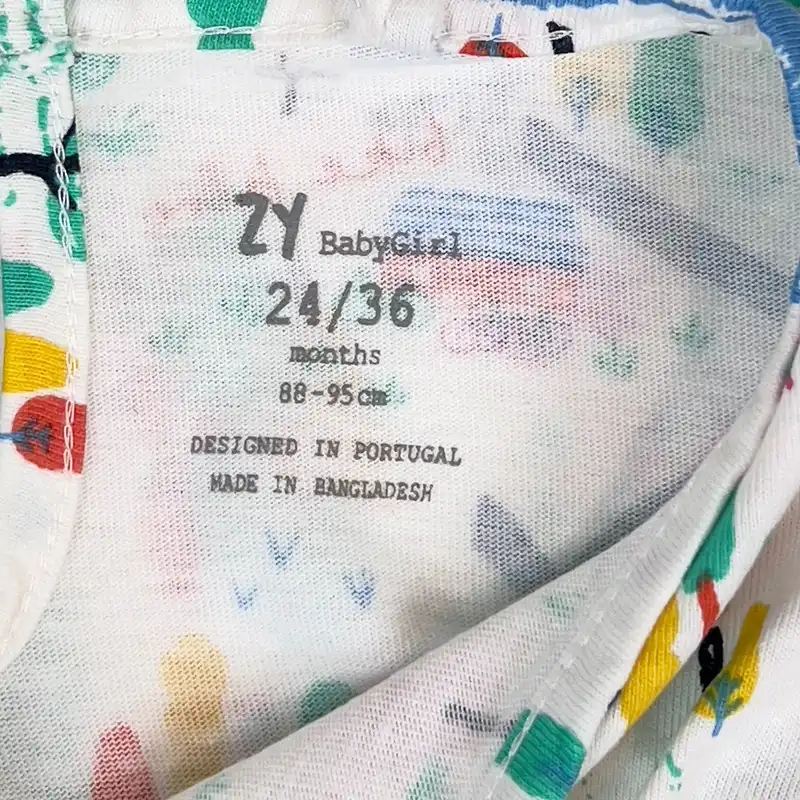 ZY BabyGirl
24/36
months
88-95cm
DESIGNED IN PORTUGAL
MADE IN BANGLADESH